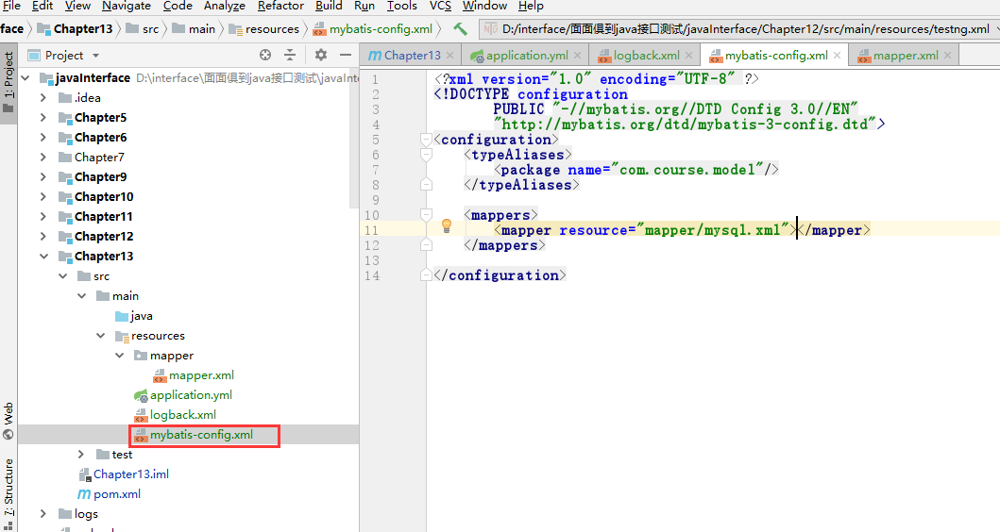 File Edit View Navigate Code Analyze Refactor Build Run Tools VCS Window Help
face Chapter13 src main resources mybatis-config.xml D:/interface/面面俱到java接口测试/javaInterface/Chapter12/src/main/resources/testng.xml
1: Project
Project
Chapter13 application.yml logback.xml mybatis-config.xml mapper.xml
javaInterface D:\interface\面面俱到java接口测试\javaInterf
.idea
Chapter5
Chapter6
Chapter7
Chapter9
Chapter10
Chapter11
Chapter12
Chapter13
src
main
java
resources
mapper
mapper.xml
application.yml
logback.xml
mybatis-config.xml
test
Chapter13.iml
pom.xml
logs
Web
7: Structure
1 <?xml version="1.0" encoding="UTF-8" ?>
2 <!DOCTYPE configuration
3 PUBLIC "-//mybatis.org//DTD Config 3.0//EN"
4 "http://mybatis.org/dtd/mybatis-3-config.dtd">
5 <configuration>
6 <typeAliases>
7 <package name="com.course.model"/>
8 </typeAliases>
9
10 <mappers>
11 <mapper resource="mapper/mysql.xml"></mapper>
12 </mappers>
13
14 </configuration>